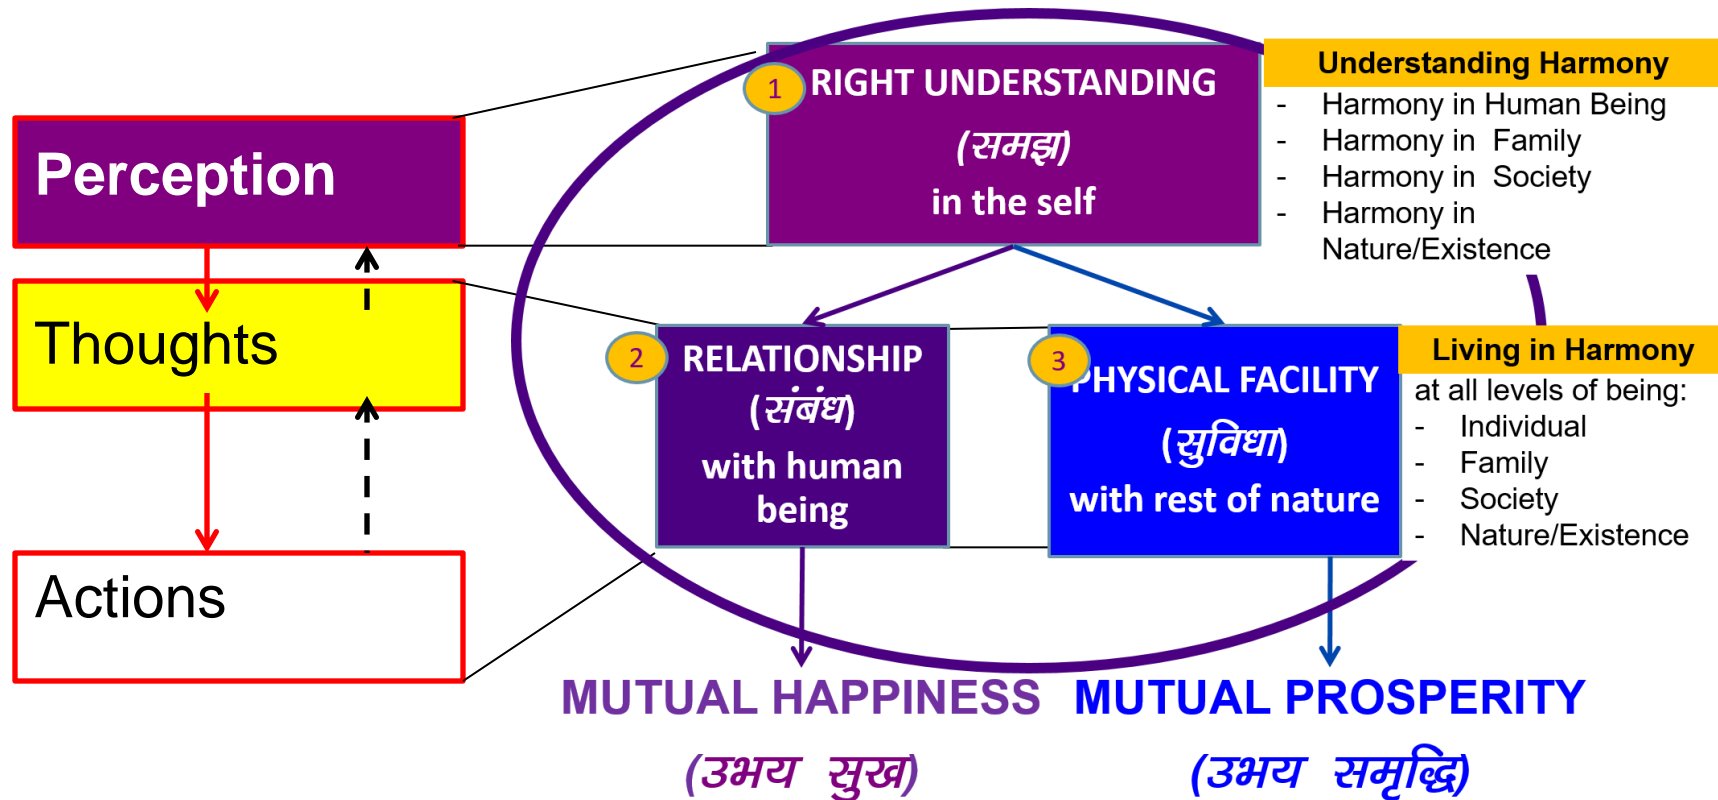 Perception
Thoughts
Actions
1
RIGHT UNDERSTANDING
(समझ)
in the self
Understanding Harmony
- Harmony in Human Being
- Harmony in Family
- Harmony in Society
- Harmony in
Nature/Existence
2
RELATIONSHIP
(संबंध)
with human
being
3
PHYSICAL FACILITY
(सुविधा)
with rest of nature
Living in Harmony
at all levels of being:
- Individual
- Family
- Society
- Nature/Existence
MUTUAL HAPPINESS
(उभय सुख)
MUTUAL PROSPERITY
(उभय समृद्धि)